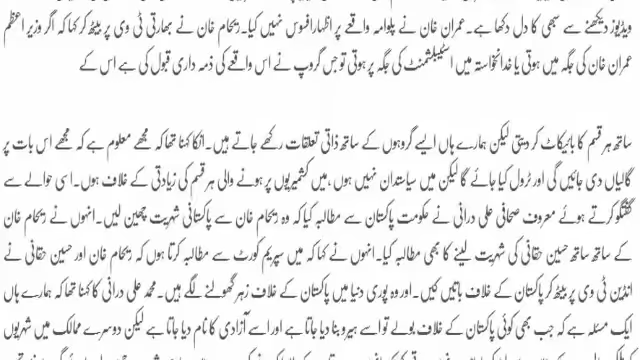 ویڈیوز دیکھنے سے سبھی کا دل دکھا ہے۔عمران خان نے پلوامہ واقعے پر اظہارافسوس نہیں کیا۔ریحام خان نے بھارتی ٹی وی پر بیٹھ کر کہا کہ اگر وزیر اعظم
عمران خان کی جگہ میں ہوتی یا خدانخواستہ میں اسٹیبلشمنٹ کی جگہ پر ہوتی تو جس گروپ نے اس واقعے کی ذمہ داری قبول کی ہے اس کے
ساتھ ہر قسم کا بائیکاٹ کر دیتی لیکن ہمارے ہاں ایسے گروہوں کے ساتھ ذاتی تعلقات رکھے جاتے ہیں۔انکا کہنا تھا کہ مجھے معلوم ہے کہ مجھے اس بات پر
گالیاں دی جائیں گی اور ٹرول کیا جائے گا لیکن میں سیاستدان نہیں ہوں ،میں کشمیریوں پر ہونے والی ہر قسم کی زیادتی کے خلاف ہوں۔اسی حوالے سے
گفتگو کرتے ہوئے معروف صحافی علی درانی نے حکومت پاکستان سے مطالبہ کیا کہ وہ ریحام خان سے پاکستانی شہریت چھین لیں۔انہوں نے ریحام خان
کے ساتھ ساتھ حسین حقانی کی شہریت لینے کا بھی مطالبہ کیا۔انہوں نے کہا کہ میں سپریم کورٹ سے مطالبہ کرتا ہوں کہ ریحام خان اور حسین حقانی نے
انڈین ٹی وی پر بیٹھ کر پاکستان کے خلاف باتیں کیں۔اور وہ پوری دنیا میں پاکستان کے خلاف زہر گھولنے لگے ہیں۔محمد علی درانی کا کہنا تھا کہ ہمارے ہاں
ایک مسئلہ ہے کہ جب بھی کوئی پاکستان کے خلاف بولے تو اسے ہیرو بنا دیا جاتا ہے اور اسے آزادی کا نام دیا جاتا ہے لیکن دوسرے ممالک میں شہریوں